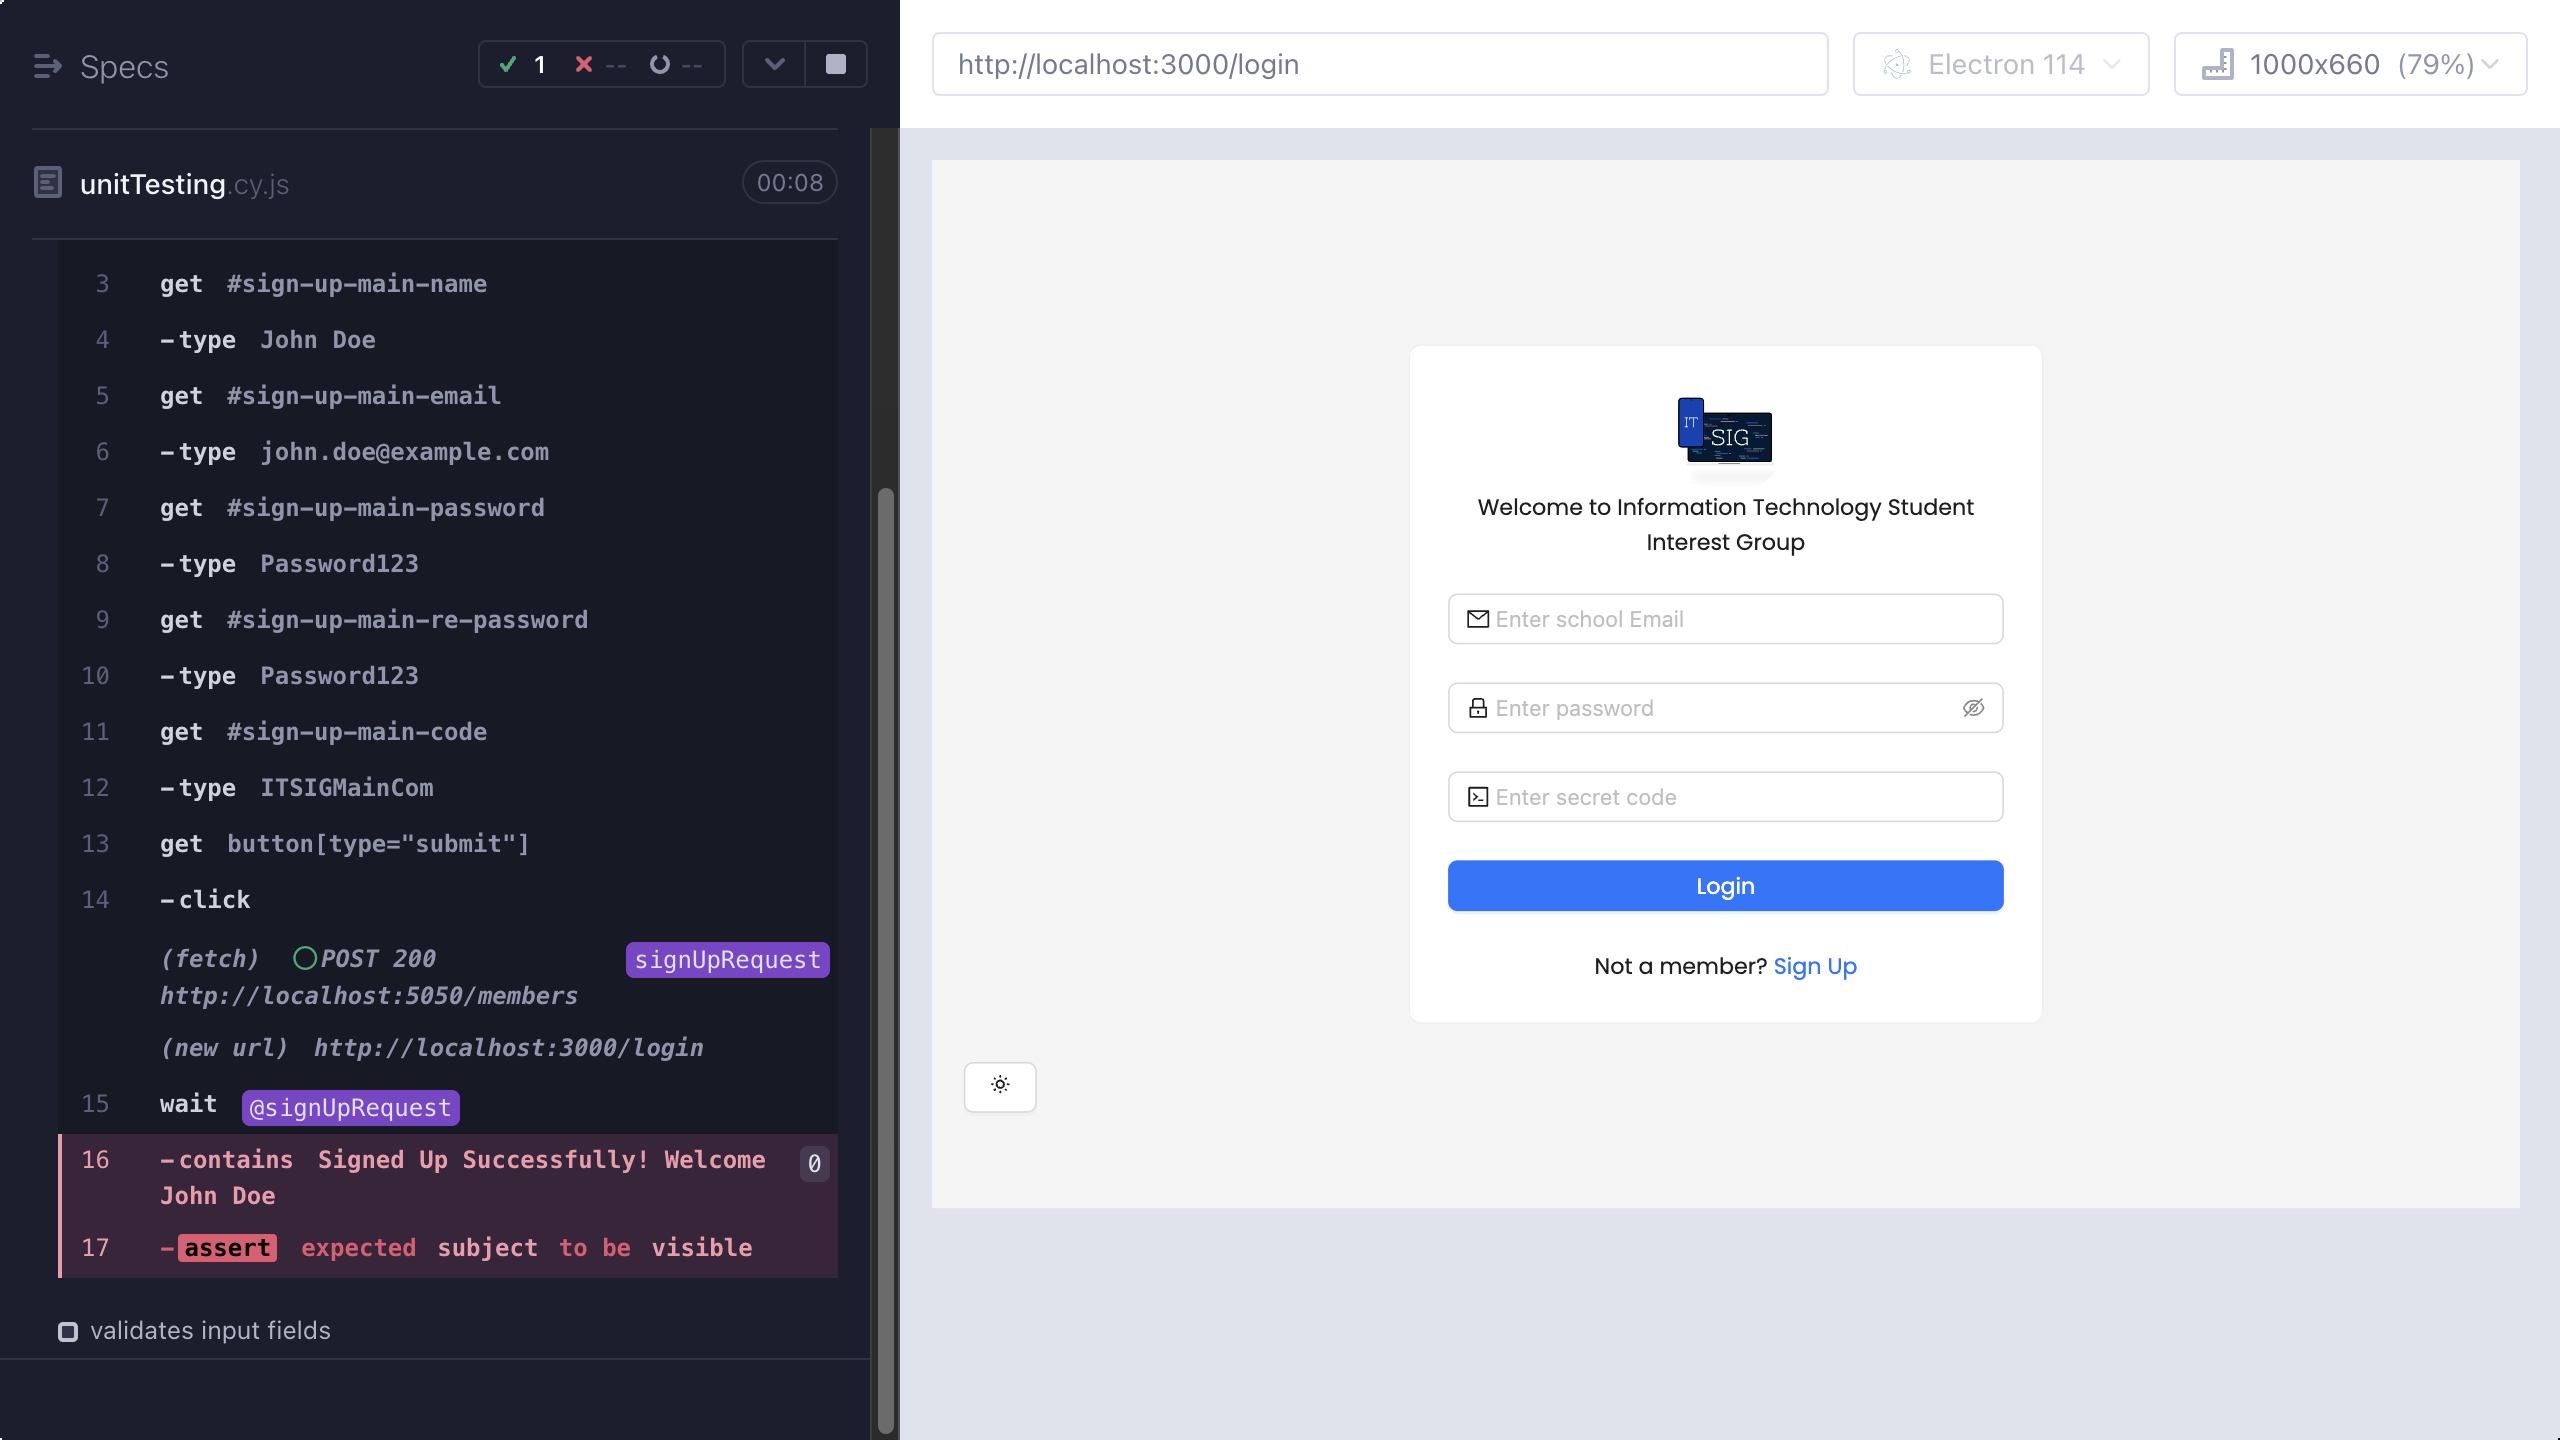 Specs
1
--
--
unitTesting.cy.js
00:08
3 get #sign-up-main-name
4 -type John Doe
5 get #sign-up-main-email
6 -type john.doe@example.com
7 get #sign-up-main-password
8 -type Password123
9 get #sign-up-main-re-password
10 -type Password123
11 get #sign-up-main-code
12 -type ITSIGMainCom
13 get button[type="submit"]
14 -click
(fetch) POST 200 signUpRequest
http://localhost:5050/members
(new url) http://localhost:3000/login
15 wait @signUpRequest
16 -contains Signed Up Successfully! Welcome 0
John Doe
17 -assert expected subject to be visible
validates input fields
http://localhost:3000/login
Electron 114
1000x660 (79%)
IT
SIG
Welcome to Information Technology Student
Interest Group
Enter school Email
Enter password
Enter secret code
Login
Not a member? Sign Up